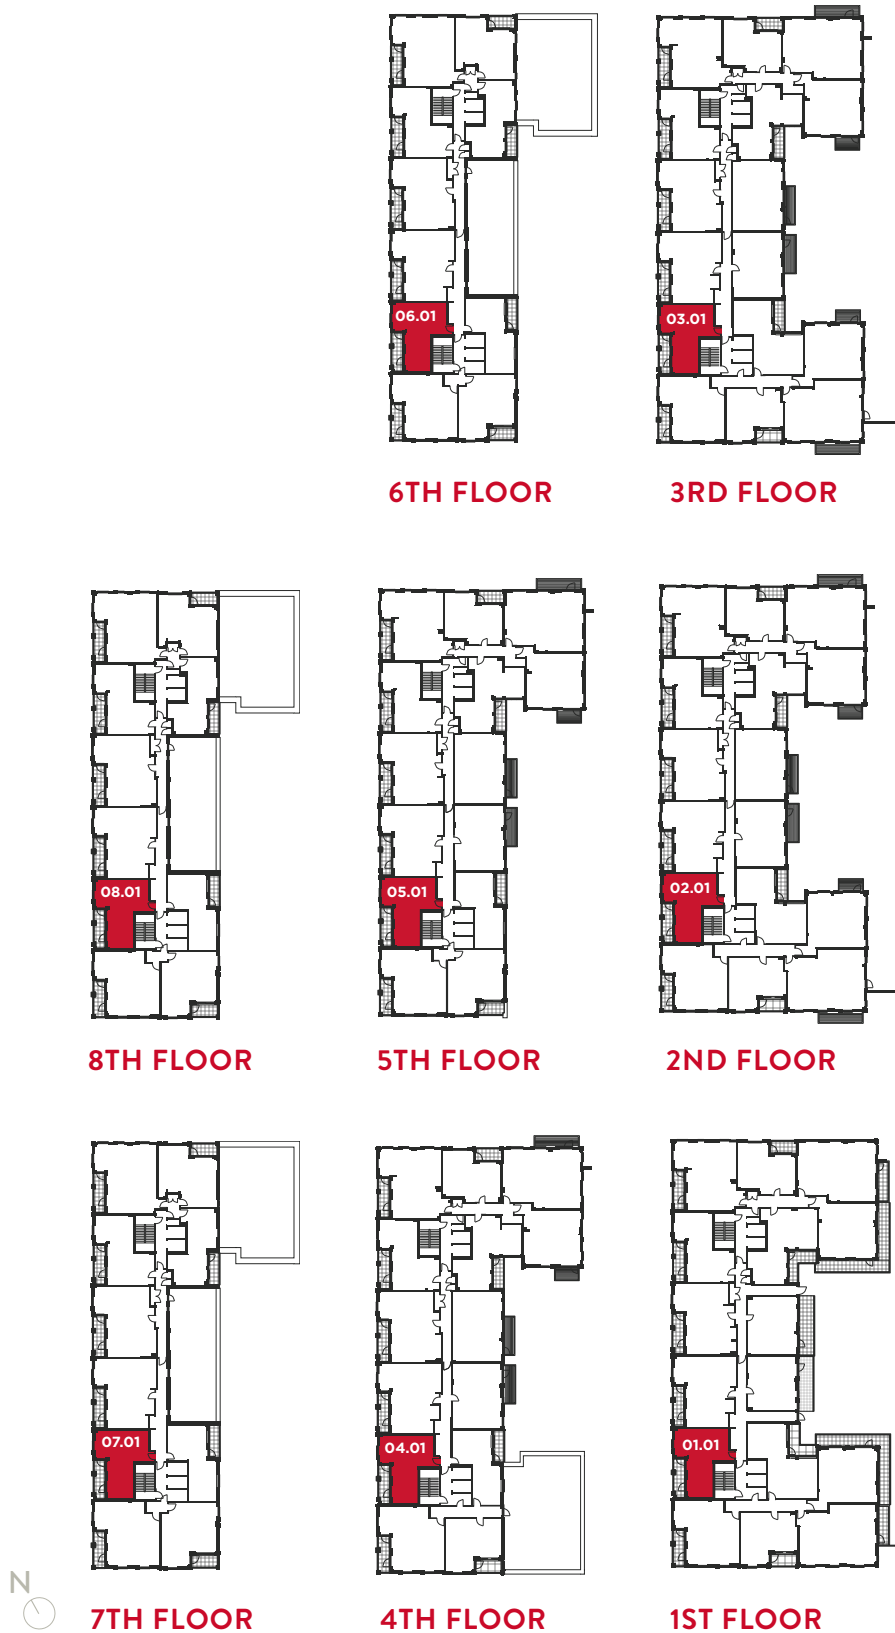 06.01
03.01
6TH FLOOR
3RD FLOOR
08.01
05.01
02.01
8TH FLOOR
5TH FLOOR
2ND FLOOR
07.01
04.01
01.01
N
7TH FLOOR
4TH FLOOR
1ST FLOOR